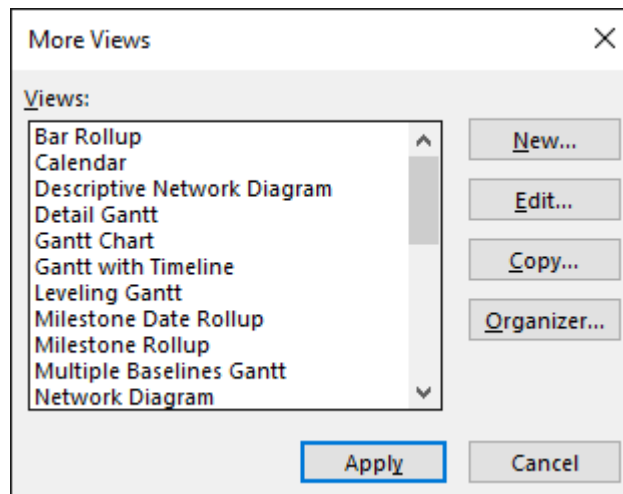 More Views
Views:
Bar Rollup
Calendar
Descriptive Network Diagram
Detail Gantt
Gantt Chart
Gantt with Timeline
Leveling Gantt
Milestone Date Rollup
Milestone Rollup
Multiple Baselines Gantt
Network Diagram
New...
Edit...
Copy...
Organizer...
Apply
Cancel